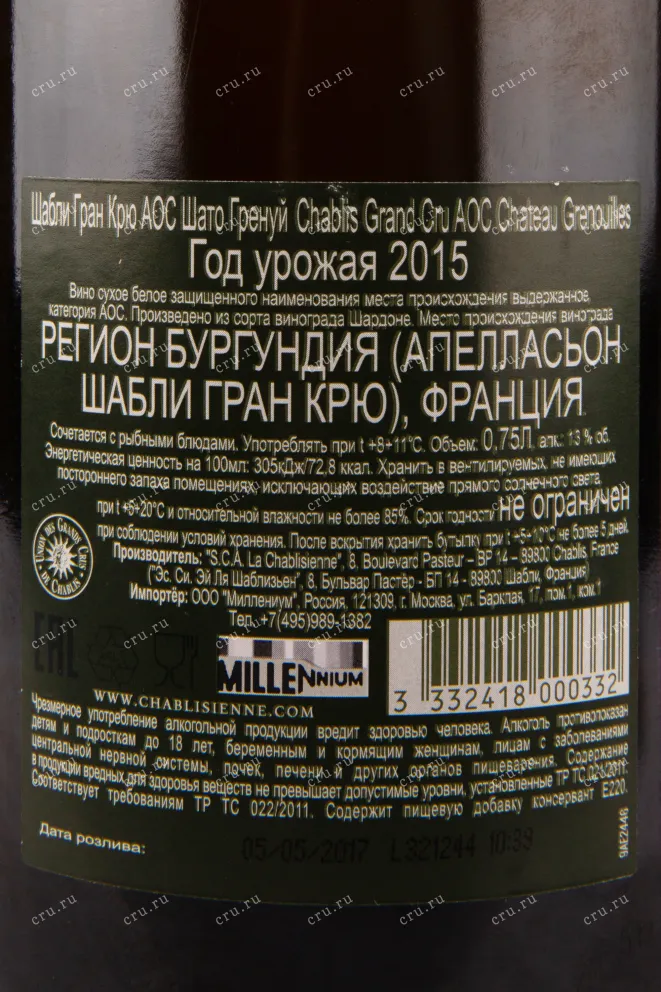 Шабли Гран Крю АОС Шато Гренуй Chablis Grand Cru AOC Chateau Grenouilles
Год урожая 2015
Вино сухое белое защищенного наименования места происхождения выдержанное,
категория АОС. Произведено из сорта винограда Шардоне. Место происхождения винограда
РЕГИОН БУРГУНДИЯ (АПЕЛЛАСЬОН
ШАБЛИ ГРАН КРЮ), ФРАНЦИЯ
Сочетается с рыбными блюдами. Употреблять при t +8+11°С. Объем: 0,75Л, алк.: 13 % об.
Энергетическая ценность на 100мл: 305кДж/72,8 ккал. Хранить в вентилируемых, не имеющих
постороннего запаха помещениях, исключающих воздействие прямого солнечного света,
при t +5+20°С и относительной влажности не более 85%. Срок годности не ограничен
при соблюдении условий хранения. После вскрытия хранить бутылку при t +5+10°С не более 5 дней.
Производитель: "S.C.A. La Chablisienne", 8, Boulevard Pasteur – BP 14 – 89800 Chablis, France
("Эс. Си. Эй Ля Шаблизьен", 8, Бульвар Пастёр - БП 14 - 89800 Шабли, Франция)
Импортёр: ООО "Миллениум", Россия, 121309, г. Москва, ул. Барклая, 17, пом.1, ком.1
Тел. +7(495)989-1382
UNION DES GRANDS CRUS DE CHABLIS
EAC
MILLENNIUM
3 332418 000332
WWW.CHABLISIENNE.COM
Чрезмерное употребление алкогольной продукции вредит здоровью человека. Алкоголь противопоказан
детям и подросткам до 18 лет, беременным и кормящим женщинам, лицам с заболеваниями
центральной нервной системы, почек, печени и других органов пищеварения. Содержание
в продукции вредных для здоровья веществ не превышает допустимые уровни, установленные ТР ТС 021/2011.
Соответствует требованиям ТР ТС 022/2011. Содержит пищевую добавку консервант Е220.
Дата розлива:
05/05/2017 L321244
9AE2446
cru.ru